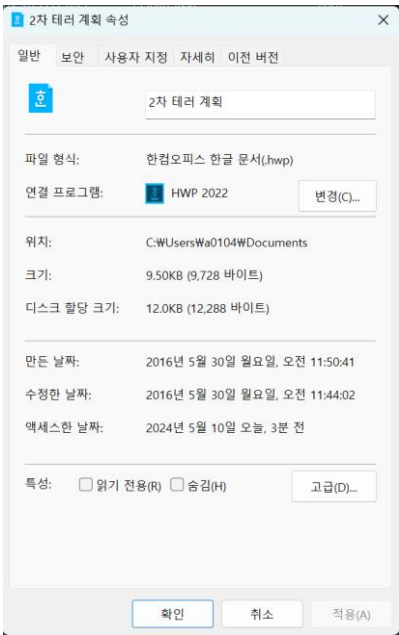 2차 테러 계획 속성
일반 보안 사용자 지정 자세히 이전 버전
2차 테러 계획
파일 형식: 한컴오피스 한글 문서(.hwp)
연결 프로그램: HWP 2022 변경(C)...
위치: C:₩Users₩a0104₩Documents
크기: 9.50KB (9,728 바이트)
디스크 할당 크기: 12.0KB (12,288 바이트)
만든 날짜: 2016년 5월 30일 월요일, 오전 11:50:41
수정한 날짜: 2016년 5월 30일 월요일, 오전 11:44:02
액세스한 날짜: 2024년 5월 10일 오늘, 3분 전
특성: 읽기 전용(R) 숨김(H) 고급(D)...
확인 취소 적용(A)